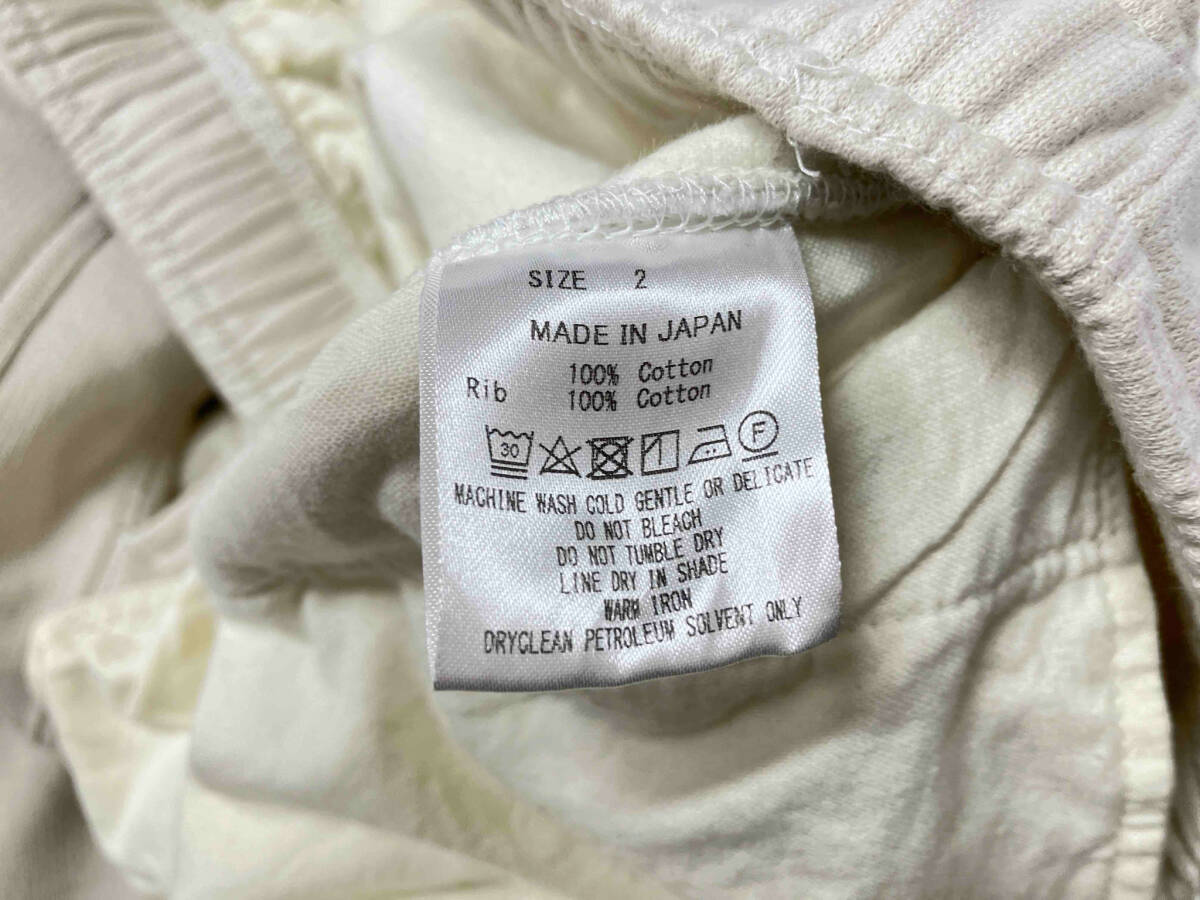 SIZE 2
MADE IN JAPAN
100% Cotton
Rib 100% Cotton
30 F
MACHINE WASH COLD GENTLE OR DELICATE
DO NOT BLEACH
DO NOT TUMBLE DRY
LINE DRY IN SHADE
WARM IRON
DRYCLEAN PETROLEUM SOLVENT ONLY